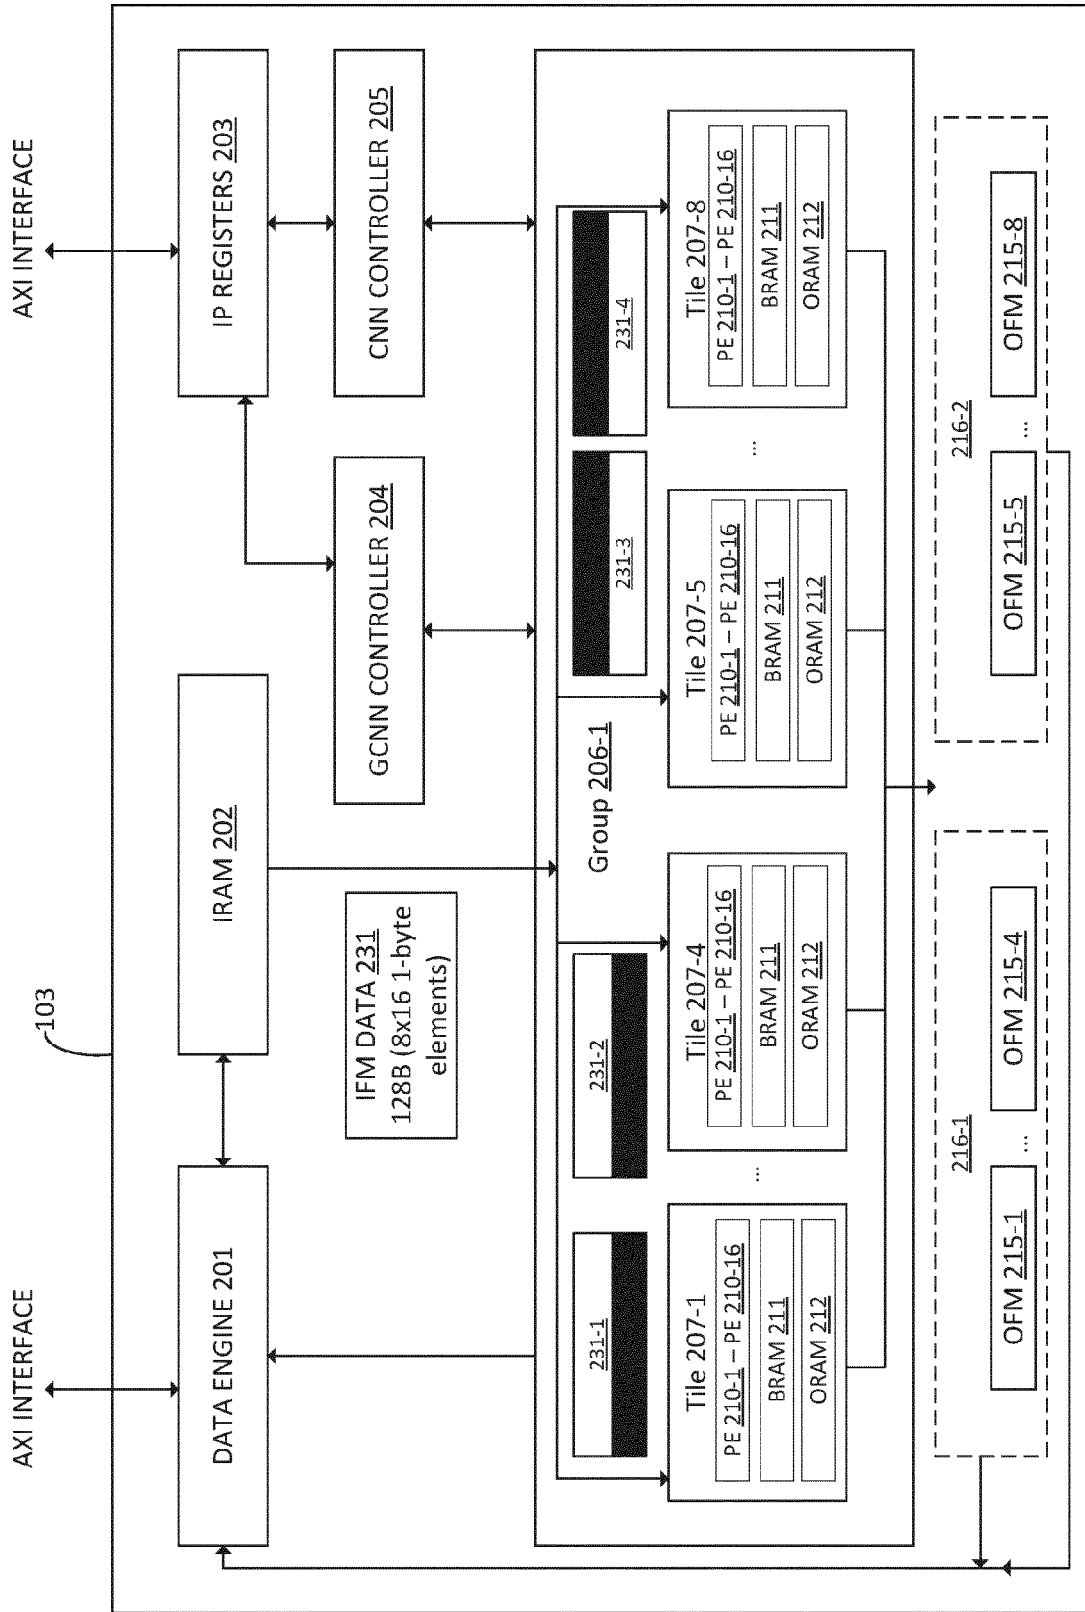 AXI INTERFACE
AXI INTERFACE
103
DATA ENGINE 201
IRAM 202
IP REGISTERS 203
IFM DATA 231
128B (8x16 1-byte
elements)
GCNN CONTROLLER 204
CNN CONTROLLER 205
231-1
231-2
Group 206-1
231-3
231-4
Tile 207-1
PE 210-1 – PE 210-16
BRAM 211
ORAM 212
...
Tile 207-4
PE 210-1 – PE 210-16
BRAM 211
ORAM 212
Tile 207-5
PE 210-1 – PE 210-16
BRAM 211
ORAM 212
...
Tile 207-8
PE 210-1 – PE 210-16
BRAM 211
ORAM 212
216-1
OFM 215-1
...
OFM 215-4
216-2
OFM 215-5
...
OFM 215-8